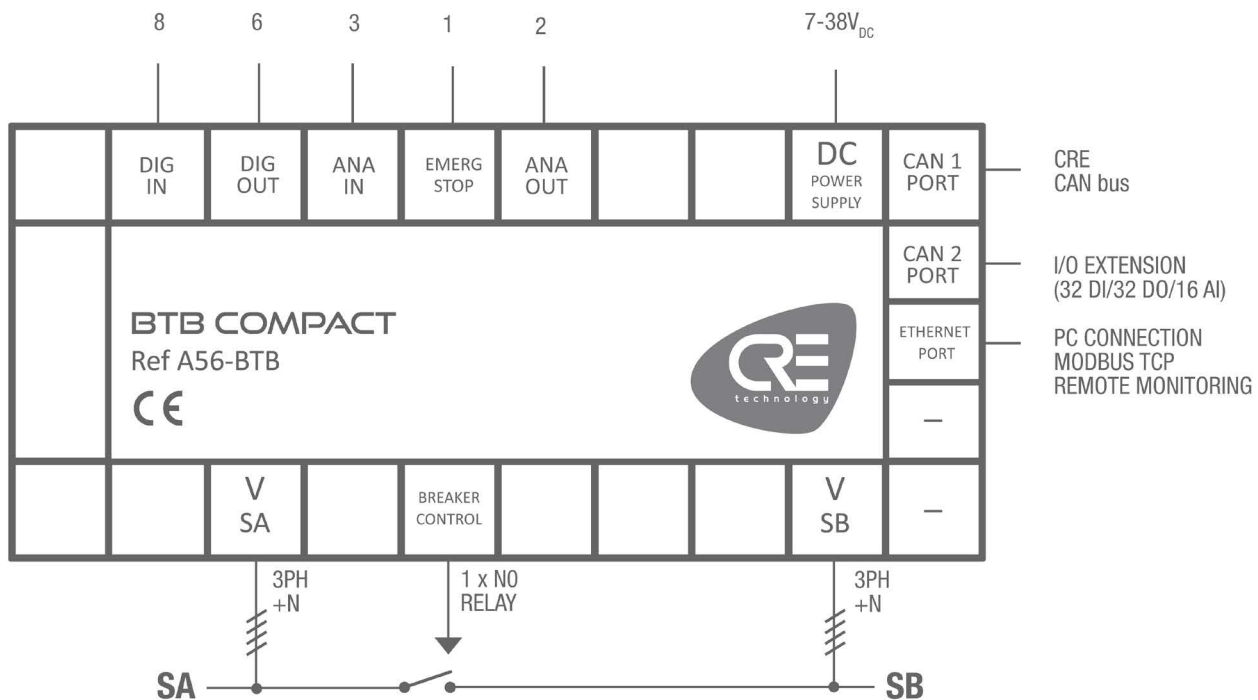 8 6 3 1 2 7-38V_DC
DIG IN
DIG OUT
ANA IN
EMERG STOP
ANA OUT
DC POWER SUPPLY
CAN 1 PORT
CRE
CAN bus
CAN 2 PORT
I/O EXTENSION
(32 DI/32 DO/16 AI)
ETHERNET PORT
PC CONNECTION
MODBUS TCP
REMOTE MONITORING
BTB COMPACT
Ref A56-BTB
CE
CRE
technology
–
V SA
BREAKER CONTROL
V SB
–
3PH
+N
1 x NO
RELAY
3PH
+N
SA
SB